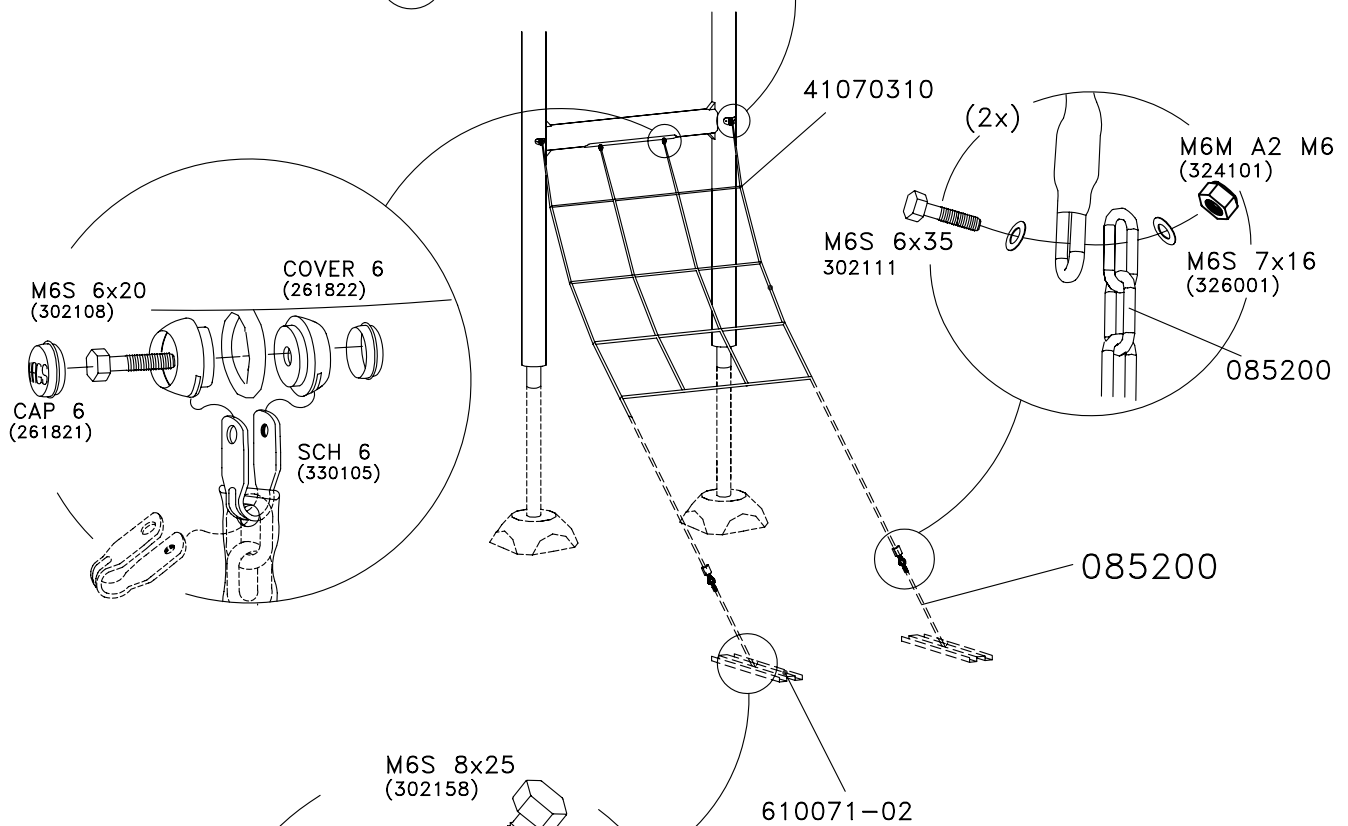 41070310
(2x)
M6M A2 M6
(324101)
M6S 6x35
302111
M6S 7x16
(326001)
085200
COVER 6
(261822)
M6S 6x20
(302108)
HCS
CAP 6
(261821)
SCH 6
(330105)
085200
M6S 8x25
(302158)
610071-02